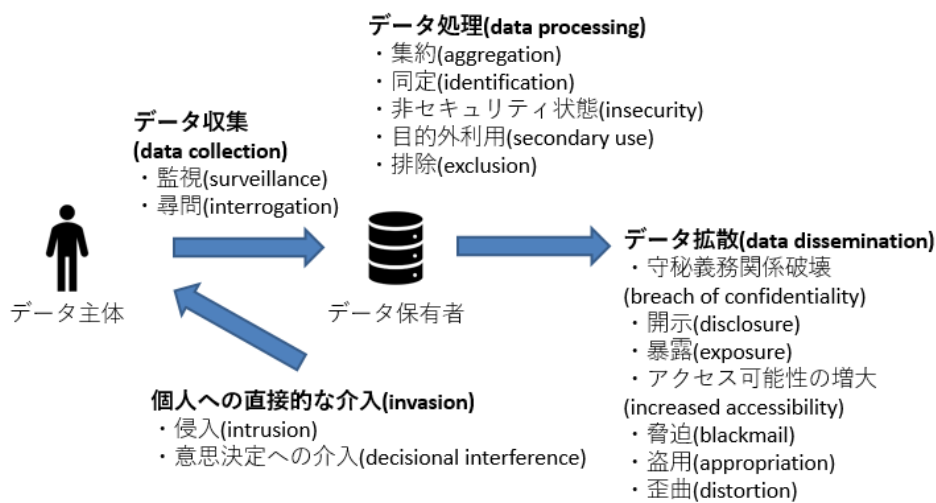 データ処理(data processing)
・集約(aggregation)
・同定(identification)
・非セキュリティ状態(insecurity)
・目的外利用(secondary use)
・排除(exclusion)
データ収集
(data collection)
・監視(surveillance)
・尋問(interrogation)
データ主体
データ保有者
データ拡散(data dissemination)
・守秘義務関係破壊
(breach of confidentiality)
・開示(disclosure)
・暴露(exposure)
・アクセス可能性の増大
(increased accessibility)
・脅迫(blackmail)
・盗用(appropriation)
・歪曲(distortion)
個人への直接的な介入(invasion)
・侵入(intrusion)
・意思決定への介入(decisional interference)